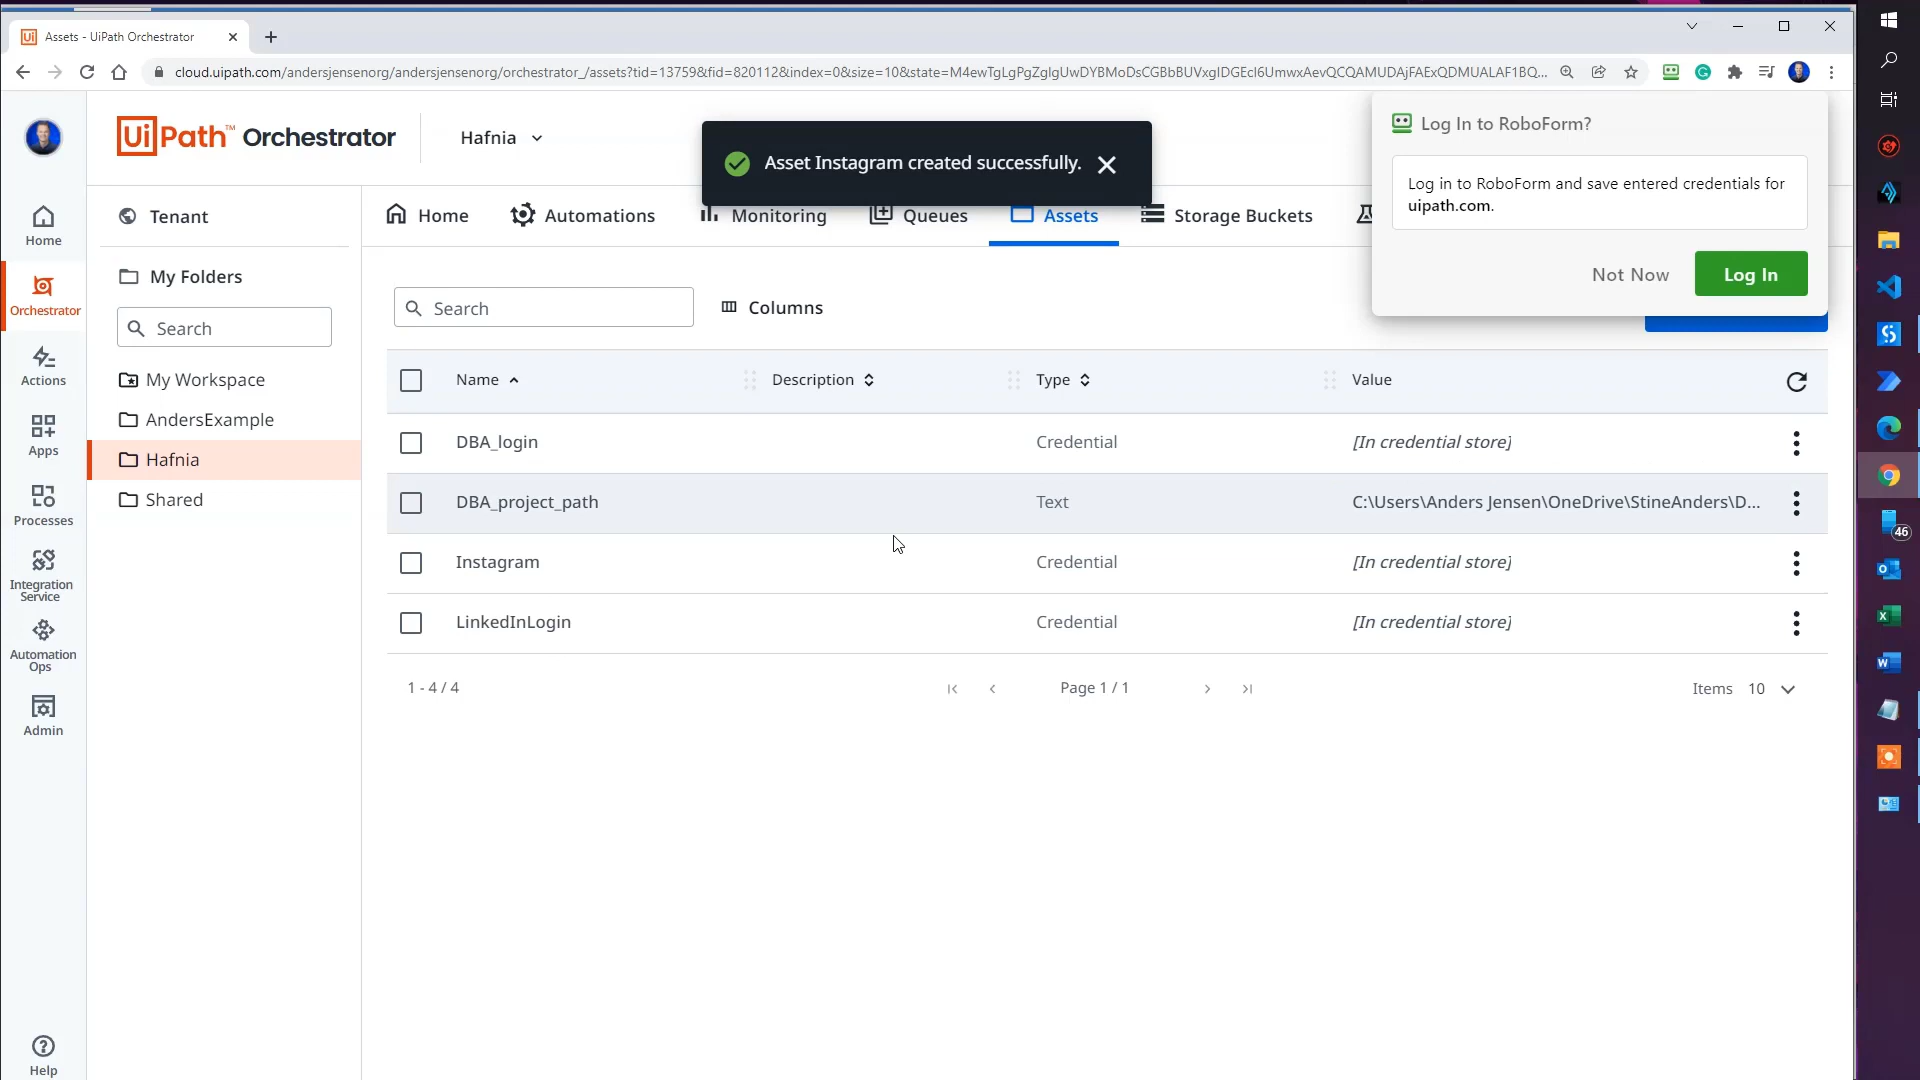 Assets - UiPath Orchestrator
cloud.uipath.com/andersjensenorg/andersjensenorg/orchestrator_/assets?tid=13759&fid=820112&index=0&size=10&state=
UiPath™ Orchestrator
Hafnia
Asset Instagram created successfully.
Log In to RoboForm?
Log in to RoboForm and save entered credentials for
uipath.com.
Not Now
Log In
Home
Orchestrator
Actions
Apps
Processes
Integration
Service
Automation
Ops
Admin
Help
Tenant
My Folders
Search
My Workspace
AndersExample
Hafnia
Shared
Home
Automations
Monitoring
Queues
Assets
Storage Buckets
Search
Columns
Name
Description
Type
Value
DBA_login
Credential
[In credential store]
DBA_project_path
Text
C:\Users\Anders Jensen\OneDrive\StineAnders\D...
Instagram
Credential
[In credential store]
LinkedInLogin
Credential
[In credential store]
1 - 4 / 4
Page 1 / 1
Items 10
46